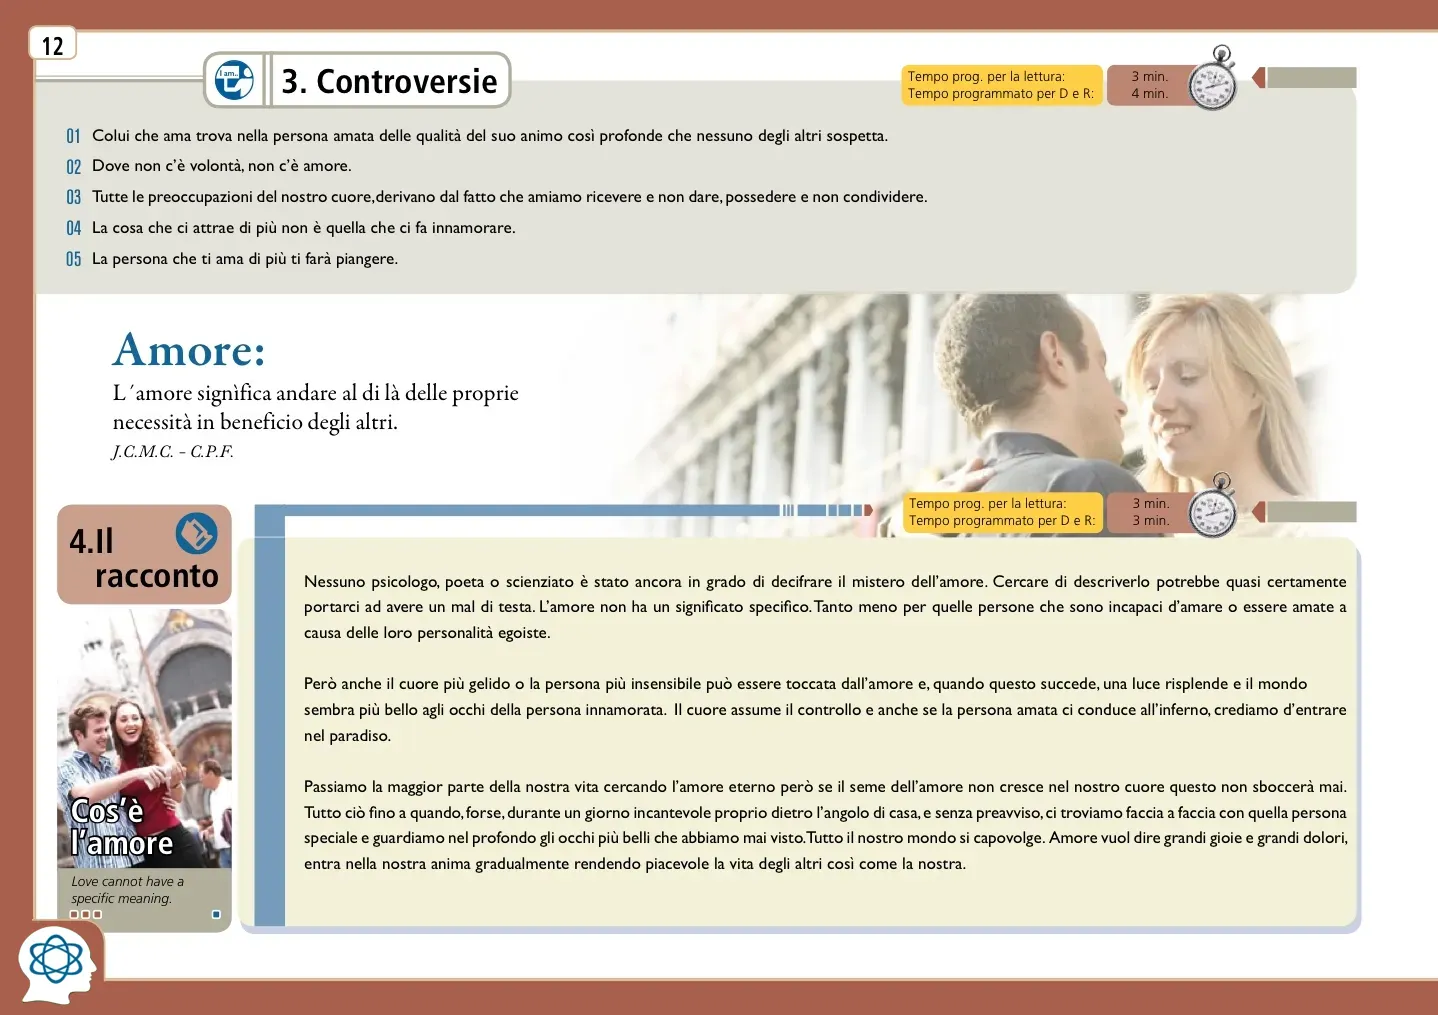 12
I am...
3. Controversie
Tempo prog. per la lettura: 3 min.
Tempo programmato per D e R: 4 min.
01 Colui che ama trova nella persona amata delle qualità del suo animo così profonde che nessuno degli altri sospetta.
02 Dove non c'è volontà, non c'è amore.
03 Tutte le preoccupazioni del nostro cuore,derivano dal fatto che amiamo ricevere e non dare, possedere e non condividere.
04 La cosa che ci attrae di più non è quella che ci fa innamorare.
05 La persona che ti ama di più ti farà piangere.
Amore:
L´amore signìfica andare al di là delle proprie
necessità in beneficio degli altri.
J.C.M.C. - C.P.F.
Tempo prog. per la lettura: 3 min.
Tempo programmato per D e R: 3 min.
4.Il
racconto
Nessuno psicologo, poeta o scienziato è stato ancora in grado di decifrare il mistero dell'amore. Cercare di descriverlo potrebbe quasi certamente
portarci ad avere un mal di testa. L'amore non ha un significato specifico. Tanto meno per quelle persone che sono incapaci d'amare o essere amate a
causa delle loro personalità egoiste.
Però anche il cuore più gelido o la persona più insensibile può essere toccata dall'amore e, quando questo succede, una luce risplende e il mondo
sembra più bello agli occhi della persona innamorata. Il cuore assume il controllo e anche se la persona amata ci conduce all'inferno, crediamo d'entrare
nel paradiso.
Passiamo la maggior parte della nostra vita cercando l'amore eterno però se il seme dell'amore non cresce nel nostro cuore questo non sboccerà mai.
Tutto ciò fino a quando, forse, durante un giorno incantevole proprio dietro l'angolo di casa, e senza preavviso, ci troviamo faccia a faccia con quella persona
speciale e guardiamo nel profondo gli occhi più belli che abbiamo mai visto. Tutto il nostro mondo si capovolge. Amore vuol dire grandi gioie e grandi dolori,
entra nella nostra anima gradualmente rendendo piacevole la vita degli altri così come la nostra.
Cos'è
l'amore
Love cannot have a
specific meaning.